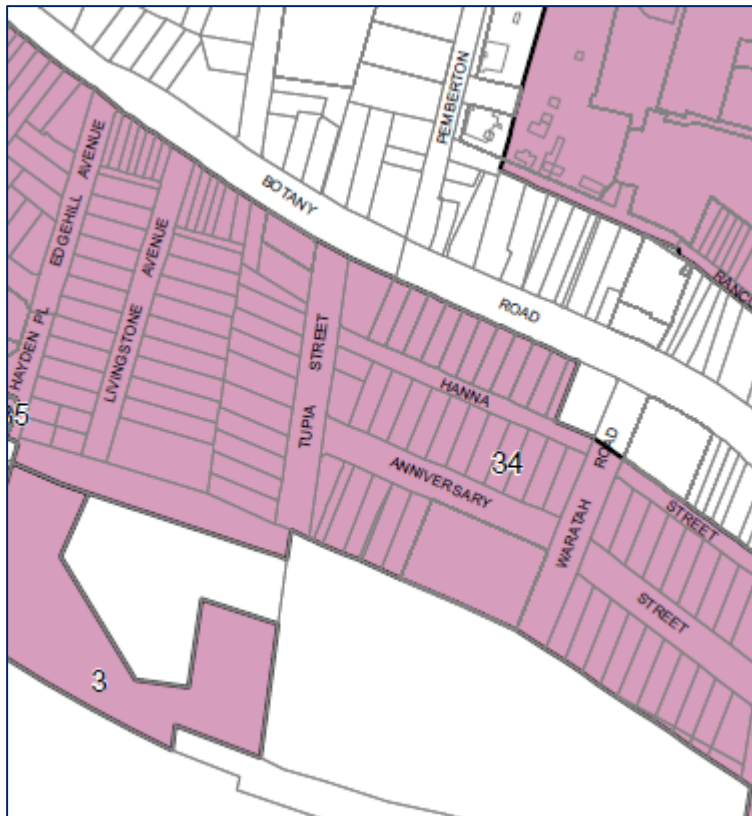 PEMBERTON
EDGEHILL AVENUE
BOTANY
LIVINGSTONE AVENUE
ROAD
HAYDEN PL
TUPIA STREET
HANNA
34
ROAD
ANNIVERSARY
WARATAH
STREET
STREET
3